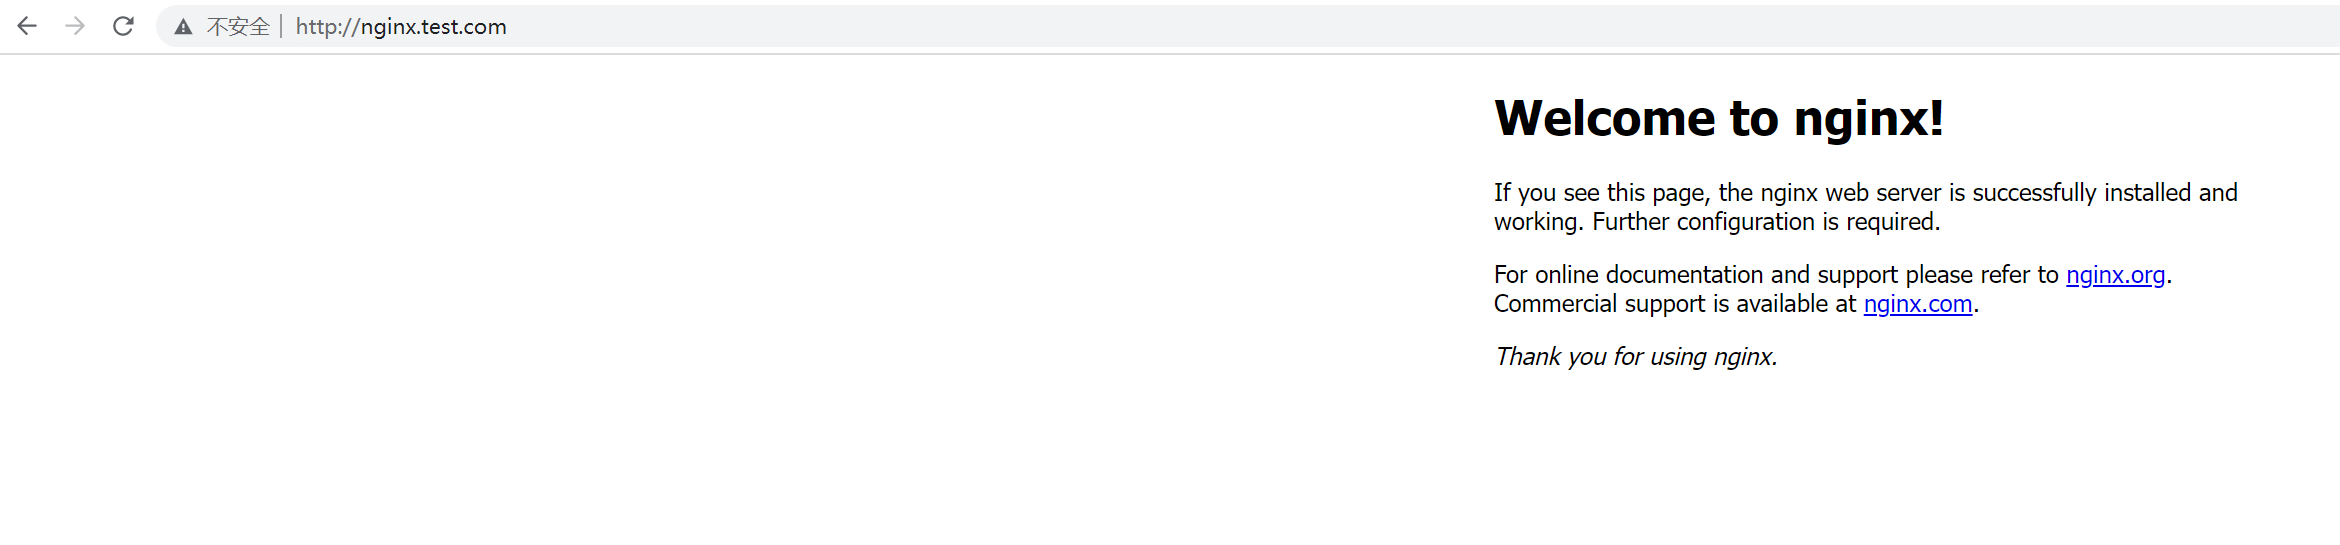 不安全 | http://nginx.test.com
Welcome to nginx!
If you see this page, the nginx web server is successfully installed and
working. Further configuration is required.
For online documentation and support please refer to nginx.org.
Commercial support is available at nginx.com.
Thank you for using nginx.